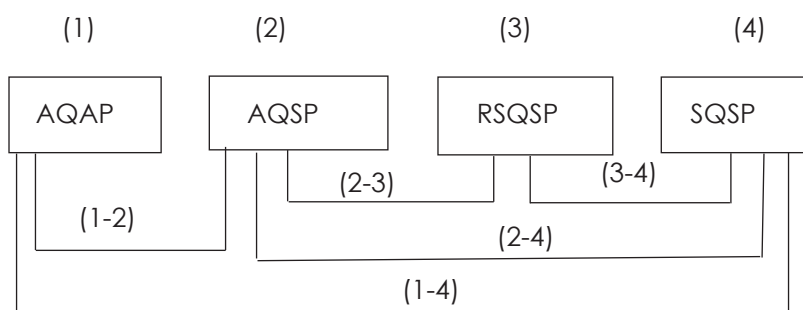 (1) (2) (3) (4)
AQAP AQSP RSQSP SQSP
(2-3) (3-4)
(1-2)
(2-4)
(1-4)